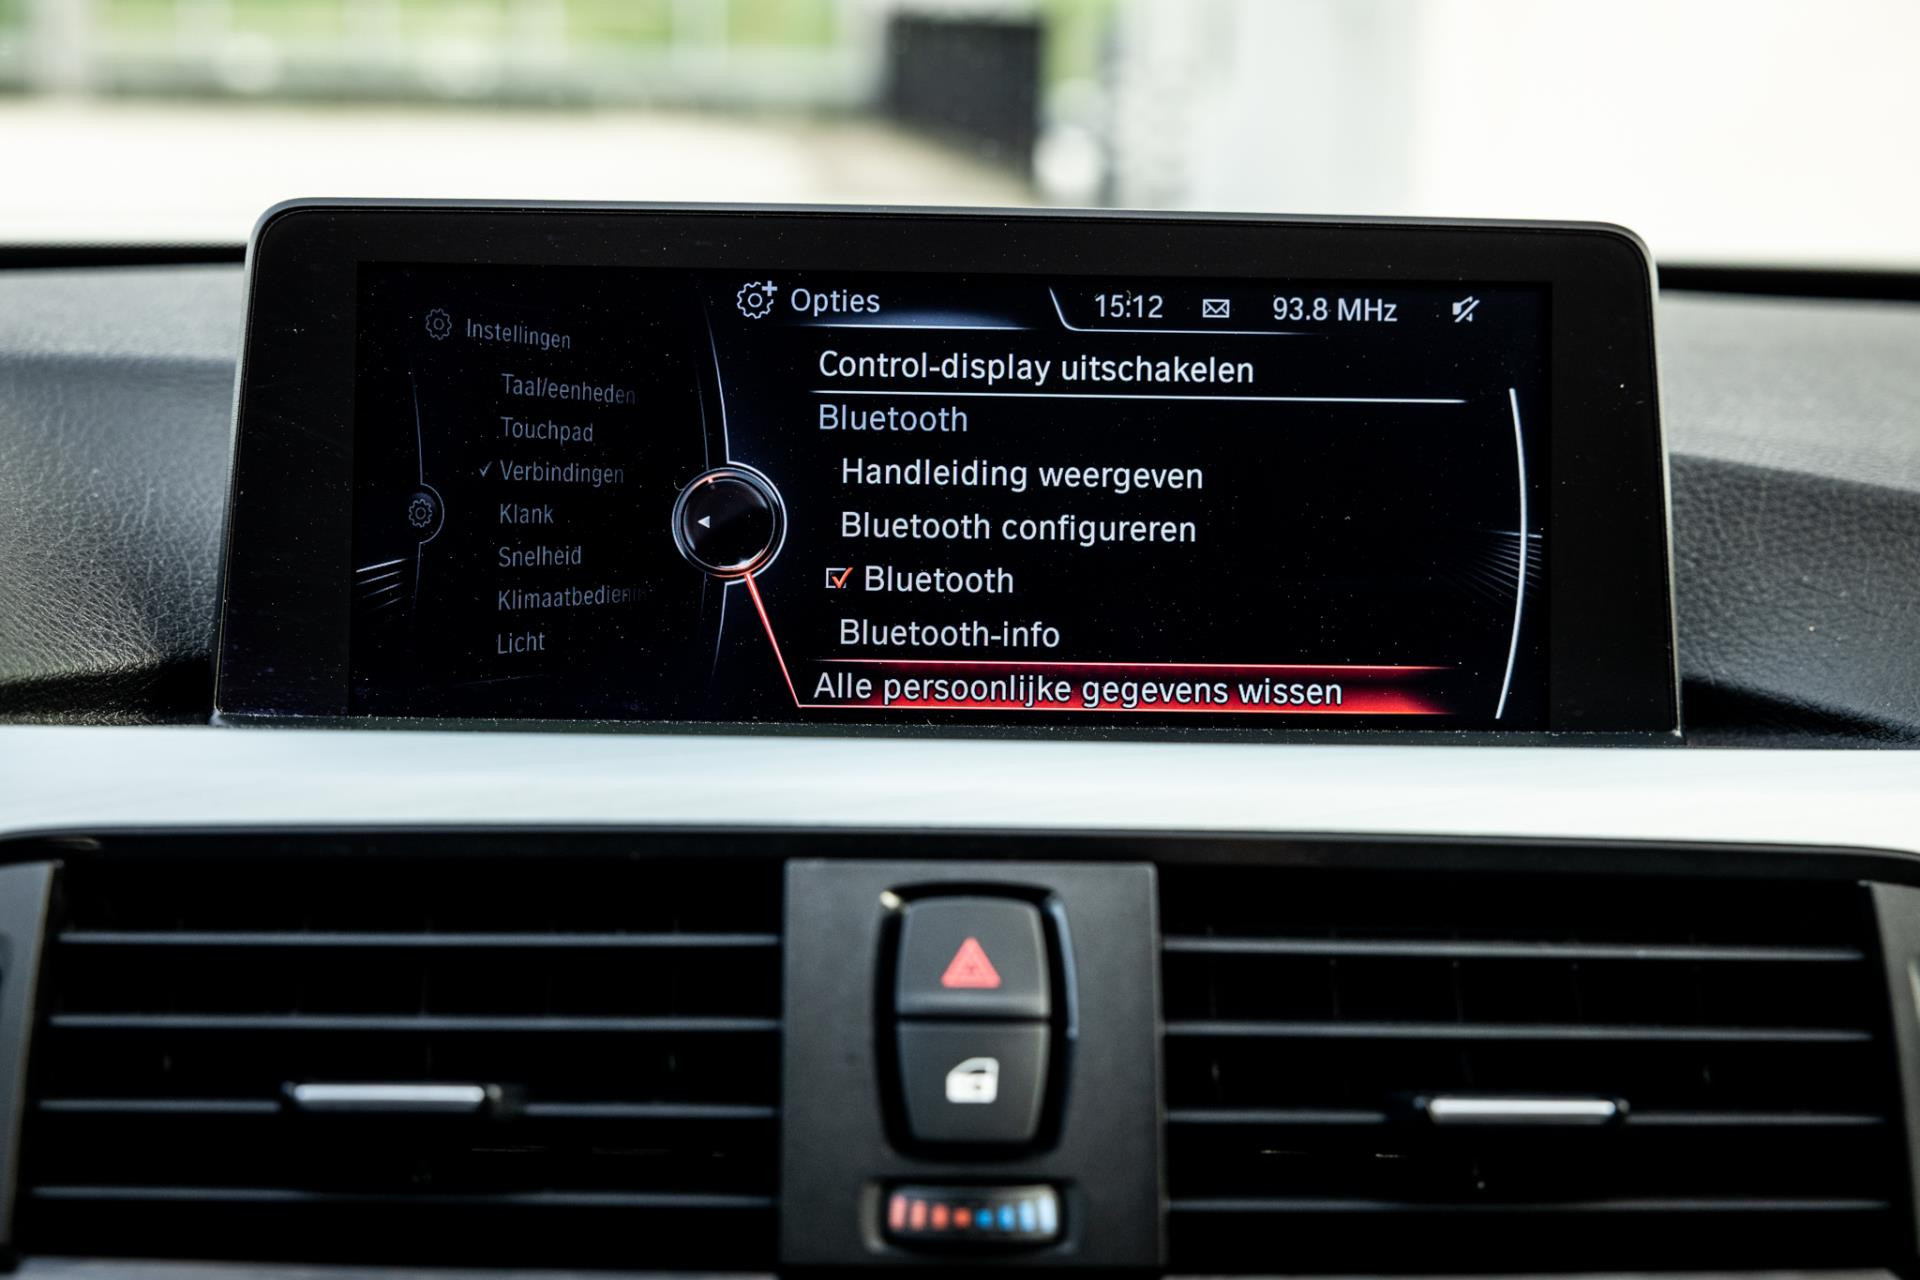 Opties
15:12
93.8 MHz
Instellingen
Taal/eenheden
Touchpad
✓ Verbindingen
Klank
Snelheid
Klimaatbedieni
Licht
Control-display uitschakelen
Bluetooth
Handleiding weergeven
Bluetooth configureren
Bluetooth
Bluetooth-info
Alle persoonlijke gegevens wissen